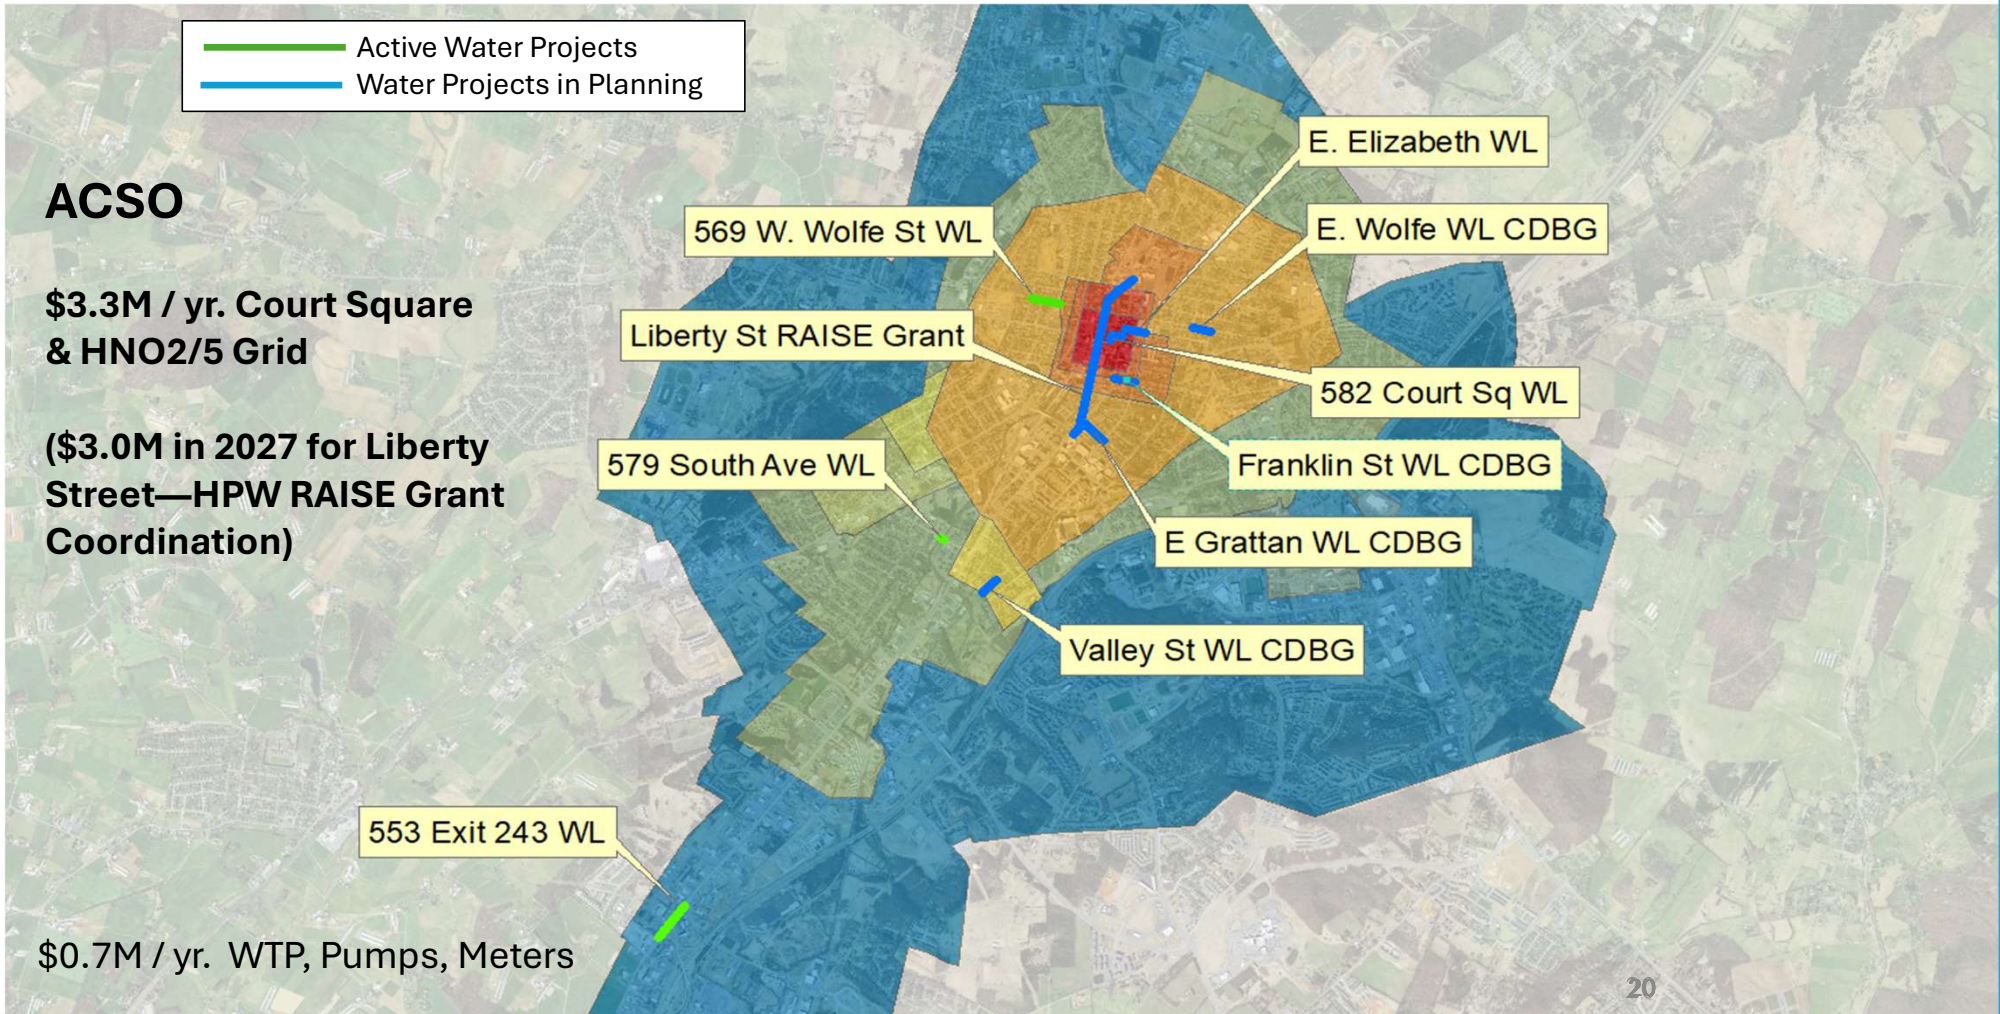 Active Water Projects
Water Projects in Planning
ACSO
$3.3M / yr. Court Square
& HNO2/5 Grid
($3.0M in 2027 for Liberty
Street—HPW RAISE Grant
Coordination)
$0.7M / yr.  WTP, Pumps, Meters
E. Elizabeth WL
569 W. Wolfe St WL
E. Wolfe WL CDBG
Liberty St RAISE Grant
582 Court Sq WL
579 South Ave WL
Franklin St WL CDBG
E Grattan WL CDBG
Valley St WL CDBG
553 Exit 243 WL
20